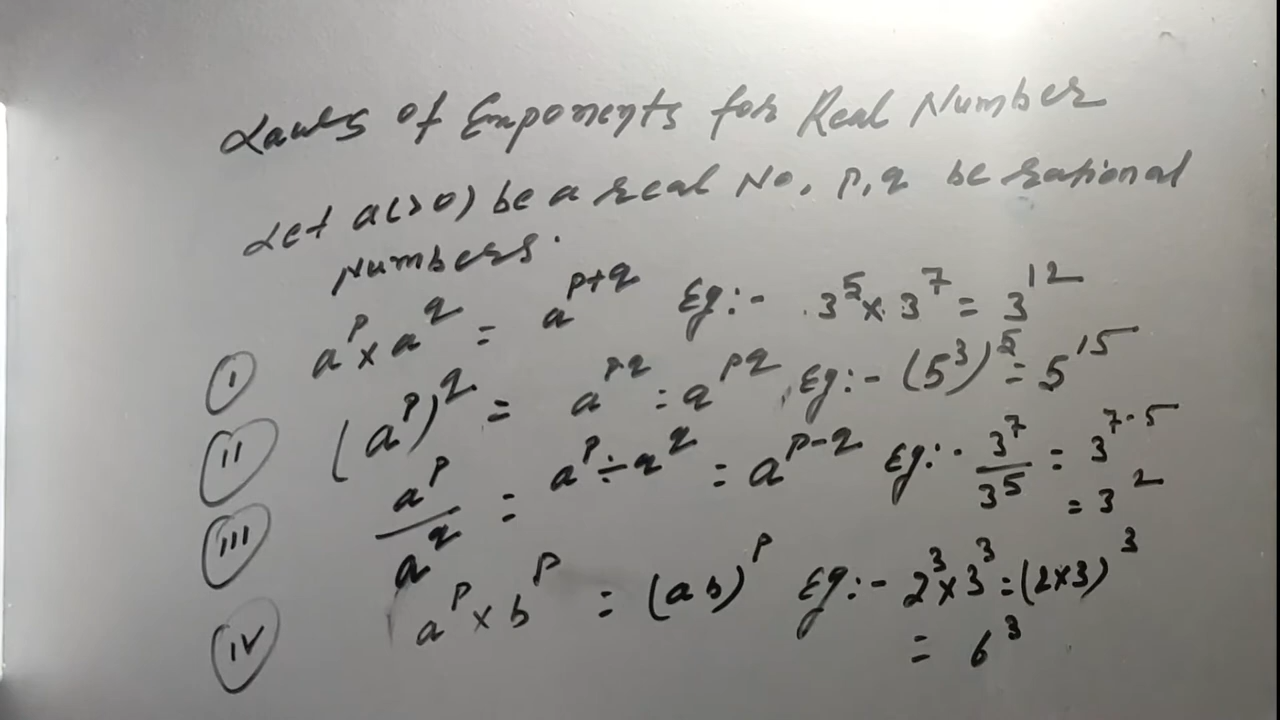 Laws of Exponents for Real Number
Let a(>0) be a real No. p,q be rational
Numbers.
(i) a^p × a^q = a^(p+q) Eg:- 3^5 × 3^7 = 3^12
(ii) (a^p)^q = a^(pq) = a^(pq) Eg:- (5^3)^5 = 5^15
(iii) a^p/a^q = a^p ÷ a^q = a^(p-q) Eg:- 3^7/3^5 = 3^(7-5)
= 3^2
(iv) a^p × b^p = (ab)^p Eg:- 2^3 × 3^3 = (2×3)^3
= 6^3